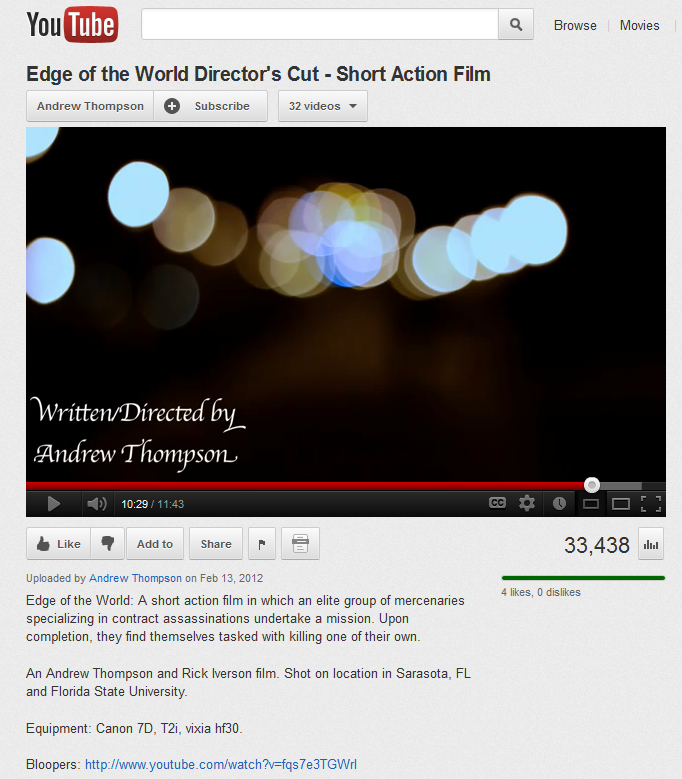 YouTube
Browse
Movies
Edge of the World Director's Cut - Short Action Film
Andrew Thompson
Subscribe
32 videos
Written/Directed by
Andrew Thompson
10:29 / 11:43
CC
Like
Add to
Share
33,438
Uploaded by Andrew Thompson on Feb 13, 2012
4 likes, 0 dislikes
Edge of the World: A short action film in which an elite group of mercenaries
specializing in contract assassinations undertake a mission. Upon
completion, they find themselves tasked with killing one of their own.
An Andrew Thompson and Rick Iverson film. Shot on location in Sarasota, FL
and Florida State University.
Equipment: Canon 7D, T2i, vixia hf30.
Bloopers: http://www.youtube.com/watch?v=fqs7e3TGWrI